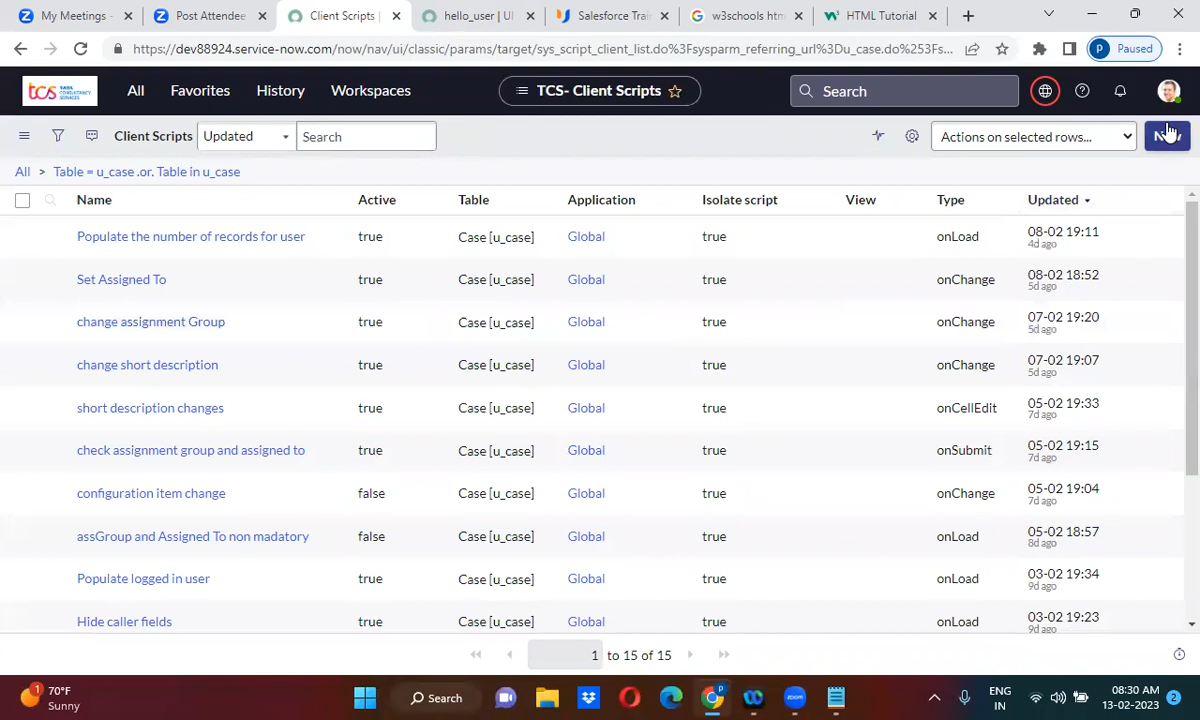 My Meetings -
Post Attendee
Client Scripts |
hello_user | UI
Salesforce Trai
w3schools htm
HTML Tutorial
https://dev88924.service-now.com/now/nav/ui/classic/params/target/sys_script_client_list.do%3Fsysparm_referring_url%3Du_case.do%253Fs...
P Paused
tcs TATA CONSULTANCY SERVICES
All Favorites History Workspaces
TCS- Client Scripts
Search
Client Scripts Updated Search
Actions on selected rows...
All > Table = u_case .or. Table in u_case
Name Active Table Application Isolate script View Type Updated
Populate the number of records for user true Case [u_case] Global true onLoad 08-02 19:11
4d ago
Set Assigned To true Case [u_case] Global true onChange 08-02 18:52
5d ago
change assignment Group true Case [u_case] Global true onChange 07-02 19:20
5d ago
change short description true Case [u_case] Global true onChange 07-02 19:07
5d ago
short description changes true Case [u_case] Global true onCellEdit 05-02 19:33
7d ago
check assignment group and assigned to true Case [u_case] Global true onSubmit 05-02 19:15
7d ago
configuration item change false Case [u_case] Global true onChange 05-02 19:04
7d ago
assGroup and Assigned To non madatory false Case [u_case] Global true onLoad 05-02 18:57
8d ago
Populate logged in user true Case [u_case] Global true onLoad 03-02 19:34
9d ago
Hide caller fields true Case [u_case] Global true onLoad 03-02 19:23
9d ago
1 to 15 of 15
1
70°F
Sunny
Search
P
ENG
IN
08:30 AM
13-02-2023
2